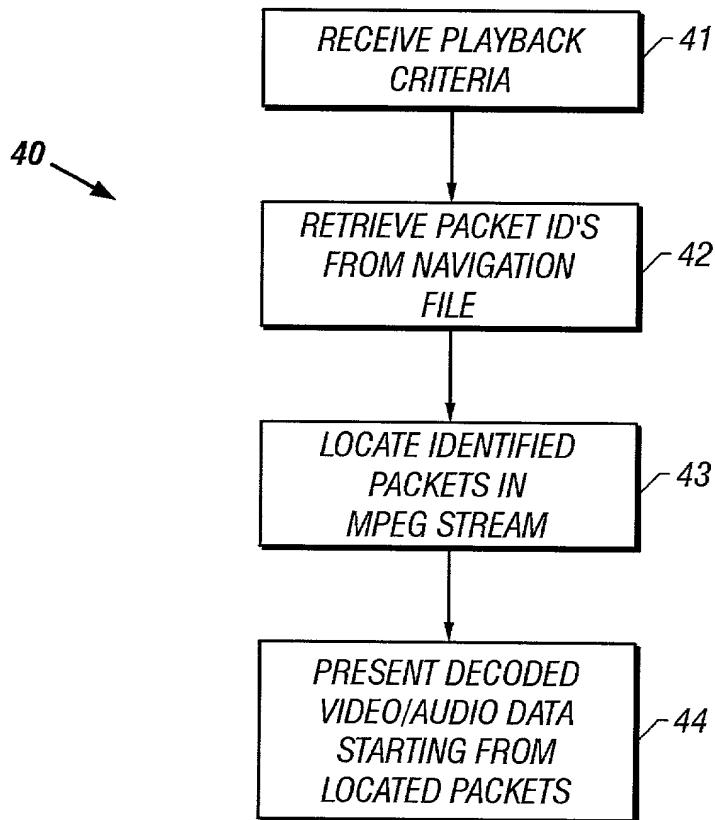 RECEIVE PLAYBACK
CRITERIA
41
40
RETRIEVE PACKET ID'S
FROM NAVIGATION
FILE
42
LOCATE IDENTIFIED
PACKETS IN
MPEG STREAM
43
PRESENT DECODED
VIDEO/AUDIO DATA
STARTING FROM
LOCATED PACKETS
44